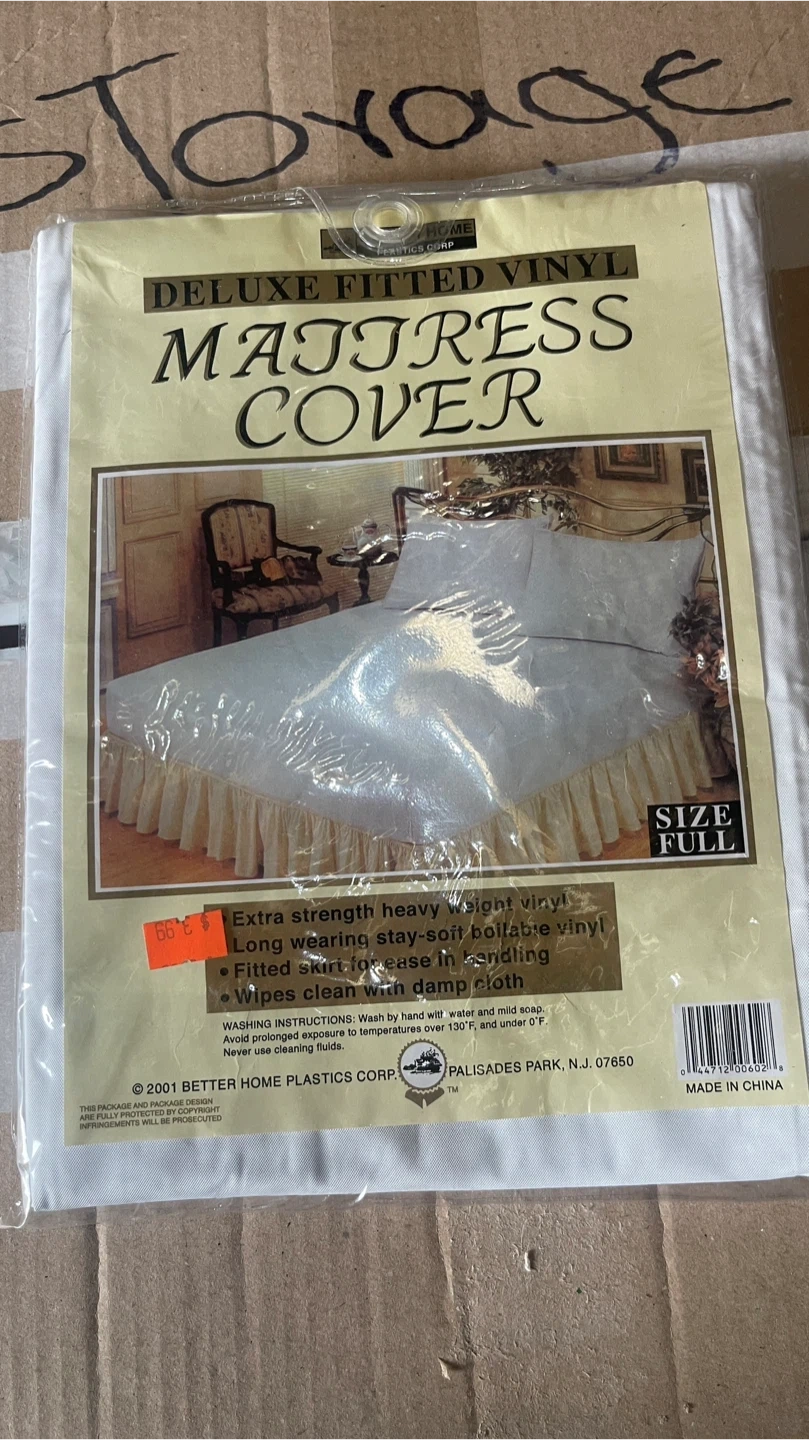 sTorage
HOME
PLASTICS CORP
DELUXE FITTED VINYL
MATTRESS
COVER
SIZE
FULL
$ 3.99
• Extra strength heavy weight vinyl
Long wearing stay-soft boilable vinyl
• Fitted skirt for ease in handling
• Wipes clean with damp cloth
WASHING INSTRUCTIONS: Wash by hand with water and mild soap.
Avoid prolonged exposure to temperatures over 130°F, and under 0°F.
Never use cleaning fluids.
© 2001 BETTER HOME PLASTICS CORP. PALISADES PARK, N.J. 07650
TM
THIS PACKAGE AND PACKAGE DESIGN
ARE FULLY PROTECTED BY COPYRIGHT
INFRINGEMENTS WILL BE PROSECUTED
0 44712 00602 8
MADE IN CHINA